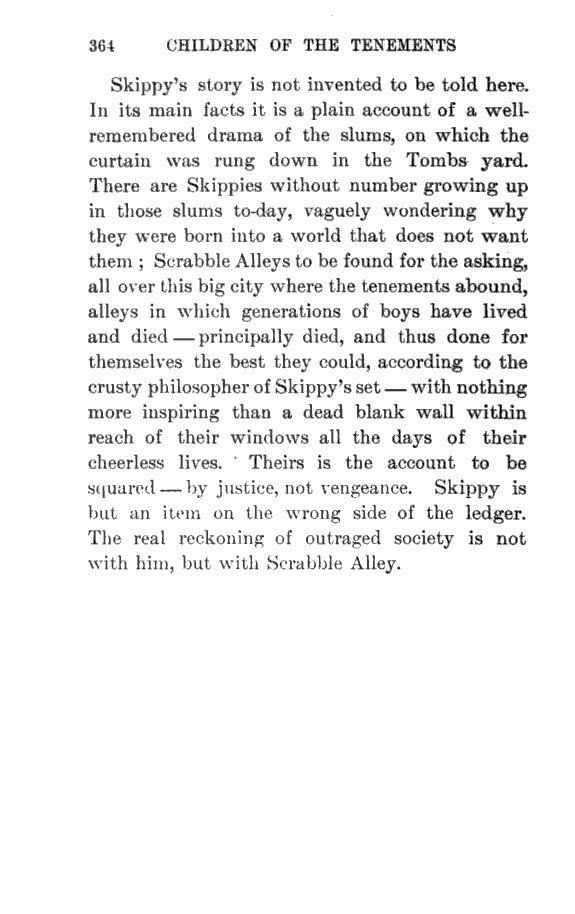 364 CHILDREN OF THE TENEMENTS
Skippy's story is not invented to be told here.
In its main facts it is a plain account of a well-
remembered drama of the slums, on which the
curtain was rung down in the Tombs yard.
There are Skippies without number growing up
in those slums to-day, vaguely wondering why
they were born into a world that does not want
them ; Scrabble Alleys to be found for the asking,
all over this big city where the tenements abound,
alleys in which generations of boys have lived
and died — principally died, and thus done for
themselves the best they could, according to the
crusty philosopher of Skippy's set — with nothing
more inspiring than a dead blank wall within
reach of their windows all the days of their
cheerless lives. Theirs is the account to be
squared — by justice, not vengeance. Skippy is
but an item on the wrong side of the ledger.
The real reckoning of outraged society is not
with him, but with Scrabble Alley.